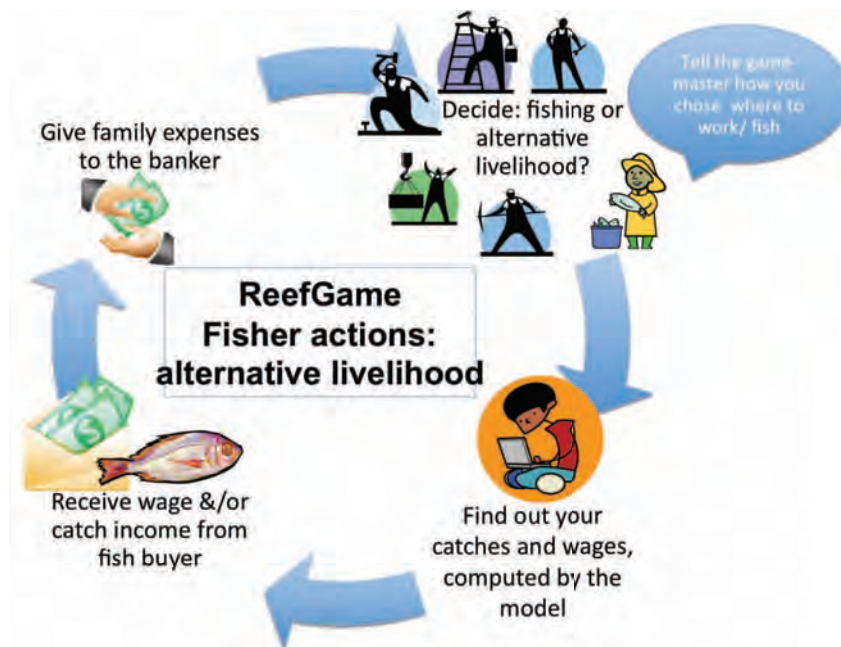 Tell the game-
master how you
chose where to
work/ fish
Decide: fishing or
alternative
livelihood?
Give family expenses
to the banker
ReefGame
Fisher actions:
alternative livelihood
Receive wage &/or
catch income from
fish buyer
Find out your
catches and wages,
computed by the
model